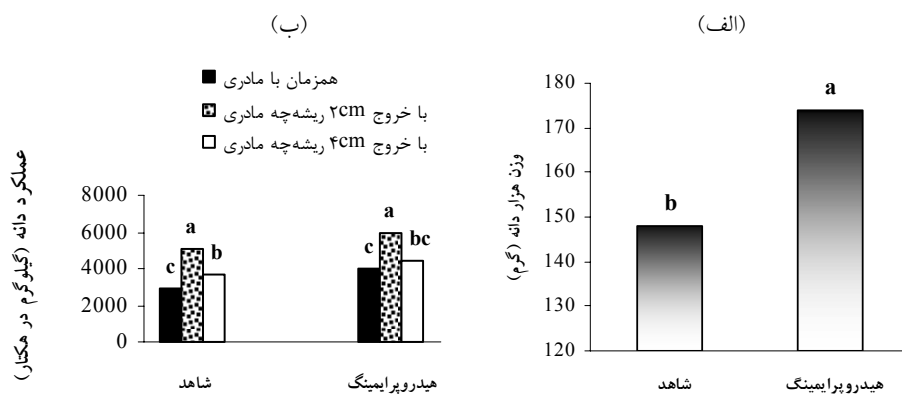 (الف)
وزن هزار دانه (گرم)
180
170
160
150
140
130
120
b
a
شاهد
هیدروپرایمینگ
(ب)
همزمان با مادری
با خروج ۲cm ریشه‌چه مادری
با خروج ۴cm ریشه‌چه مادری
عملکرد دانه (گیلوگرم در هکتار)
8000
6000
4000
2000
0
c
a
b
c
a
bc
شاهد
هیدروپرایمینگ